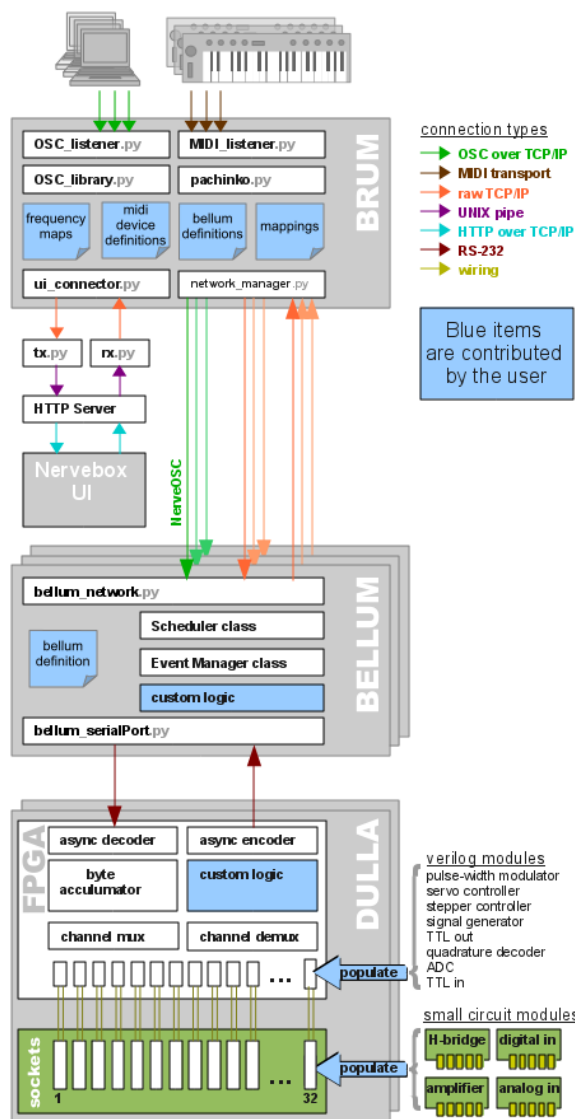 OSC_listener.py
MIDI_listener.py
OSC_library.py
pachinko.py
frequency
maps
midi
device
definitions
bellum
definitions
mappings
ui_connector.py
network_manager.py
BRUM
connection types
OSC over TCP/IP
MIDI transport
raw TCP/IP
UNIX pipe
HTTP over TCP/IP
RS-232
wiring
Blue items
are contributed
by the user
tx.py
rx.py
HTTP Server
Nervebox
UI
NerveOSC
bellum_network.py
Scheduler class
Event Manager class
custom logic
bellum
definition
bellum_serialPort.py
BELLUM
FPGA
async decoder
async encoder
byte
acculumator
custom logic
channel mux
channel demux
...
populate
DULLA
verilog modules
pulse-width modulator
servo controller
stepper controller
signal generator
TTL out
quadrature decoder
ADC
TTL in
sockets
1
...
32
populate
small circuit modules
H-bridge
digital in
amplifier
analog in